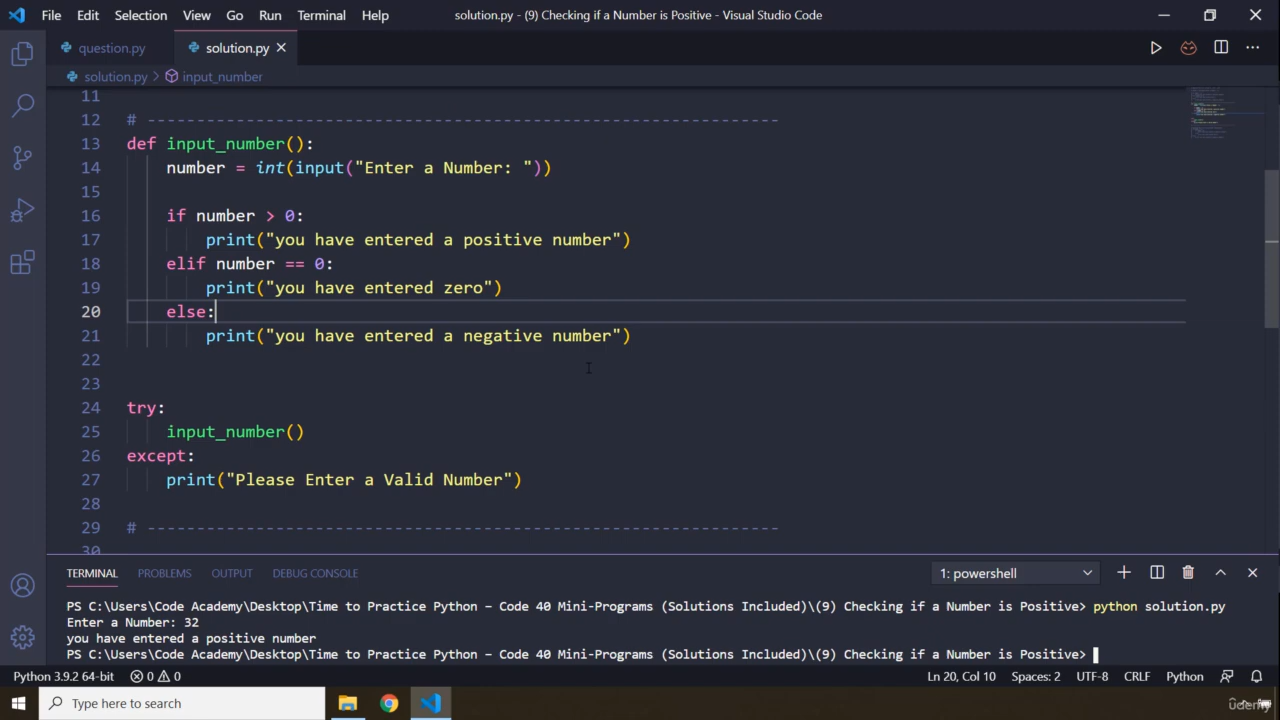 File Edit Selection View Go Run Terminal Help solution.py - (9) Checking if a Number is Positive - Visual Studio Code
question.py solution.py
solution.py > input_number
11
12 # ----------------------------------------------------------------
13 def input_number():
14 number = int(input("Enter a Number: "))
15
16 if number > 0:
17 print("you have entered a positive number")
18 elif number == 0:
19 print("you have entered zero")
20 else:
21 print("you have entered a negative number")
22
23
24 try:
25 input_number()
26 except:
27 print("Please Enter a Valid Number")
28
29 # ----------------------------------------------------------------
30
TERMINAL PROBLEMS OUTPUT DEBUG CONSOLE 1: powershell
PS C:\Users\Code Academy\Desktop\Time to Practice Python – Code 40 Mini-Programs (Solutions Included)\(9) Checking if a Number is Positive> python solution.py
Enter a Number: 32
you have entered a positive number
PS C:\Users\Code Academy\Desktop\Time to Practice Python – Code 40 Mini-Programs (Solutions Included)\(9) Checking if a Number is Positive>
Python 3.9.2 64-bit 0 0 Ln 20, Col 10 Spaces: 2 UTF-8 CRLF Python
Type here to search udemy